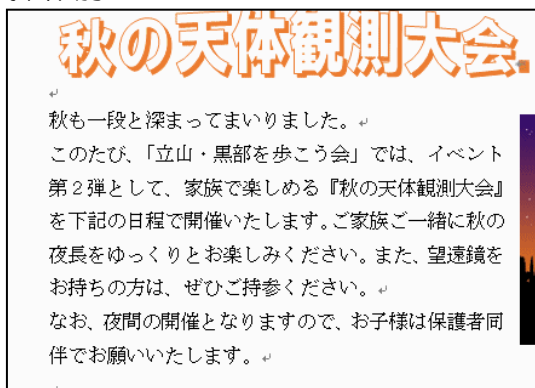 秋の天体観測大会
秋も一段と深まってまいりました。
このたび、「立山・黒部を歩こう会」では、イベント
第２弾として、家族で楽しめる『秋の天体観測大会』
を下記の日程で開催いたします。ご家族ご一緒に秋の
夜長をゆっくりとお楽しみください。また、望遠鏡を
お持ちの方は、ぜひご持参ください。
なお、夜間の開催となりますので、お子様は保護者同
伴でお願いいたします。